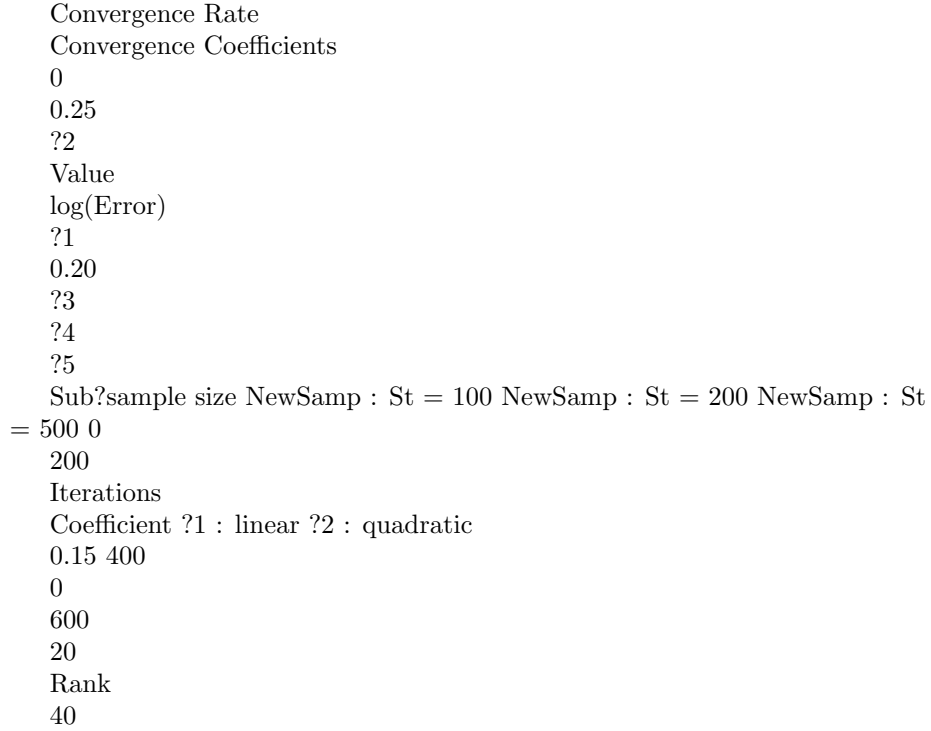 Convergence Rate
Convergence Coefficients
0
0.25
?2
Value
log(Error)
?1
0.20
?3
?4
?5
Sub?sample size NewSamp : St = 100 NewSamp : St = 200 NewSamp : St
= 500 0
200
Iterations
Coefficient ?1 : linear ?2 : quadratic
0.15 400
0
600
20
Rank
40